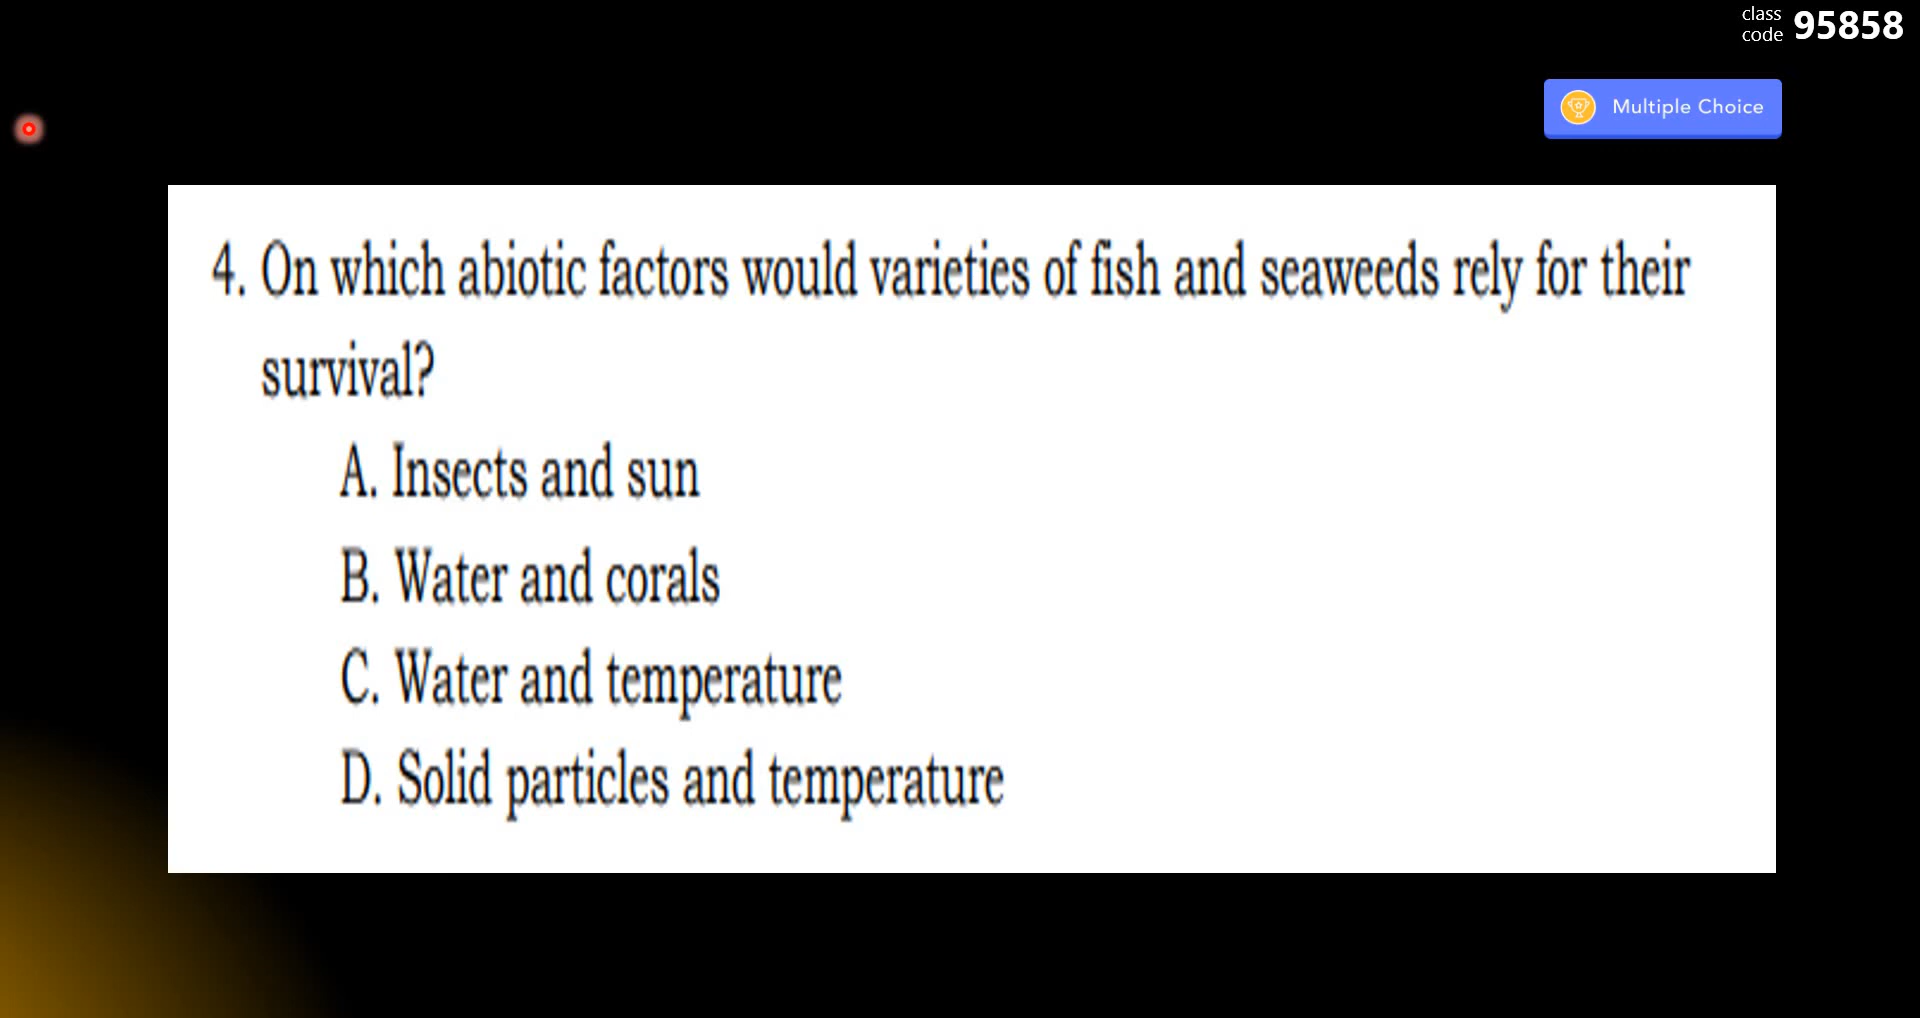 class
code 95858
Multiple Choice
4. On which abiotic factors would varieties of fish and seaweeds rely for their
survival?
A. Insects and sun
B. Water and corals
C. Water and temperature
D. Solid particles and temperature